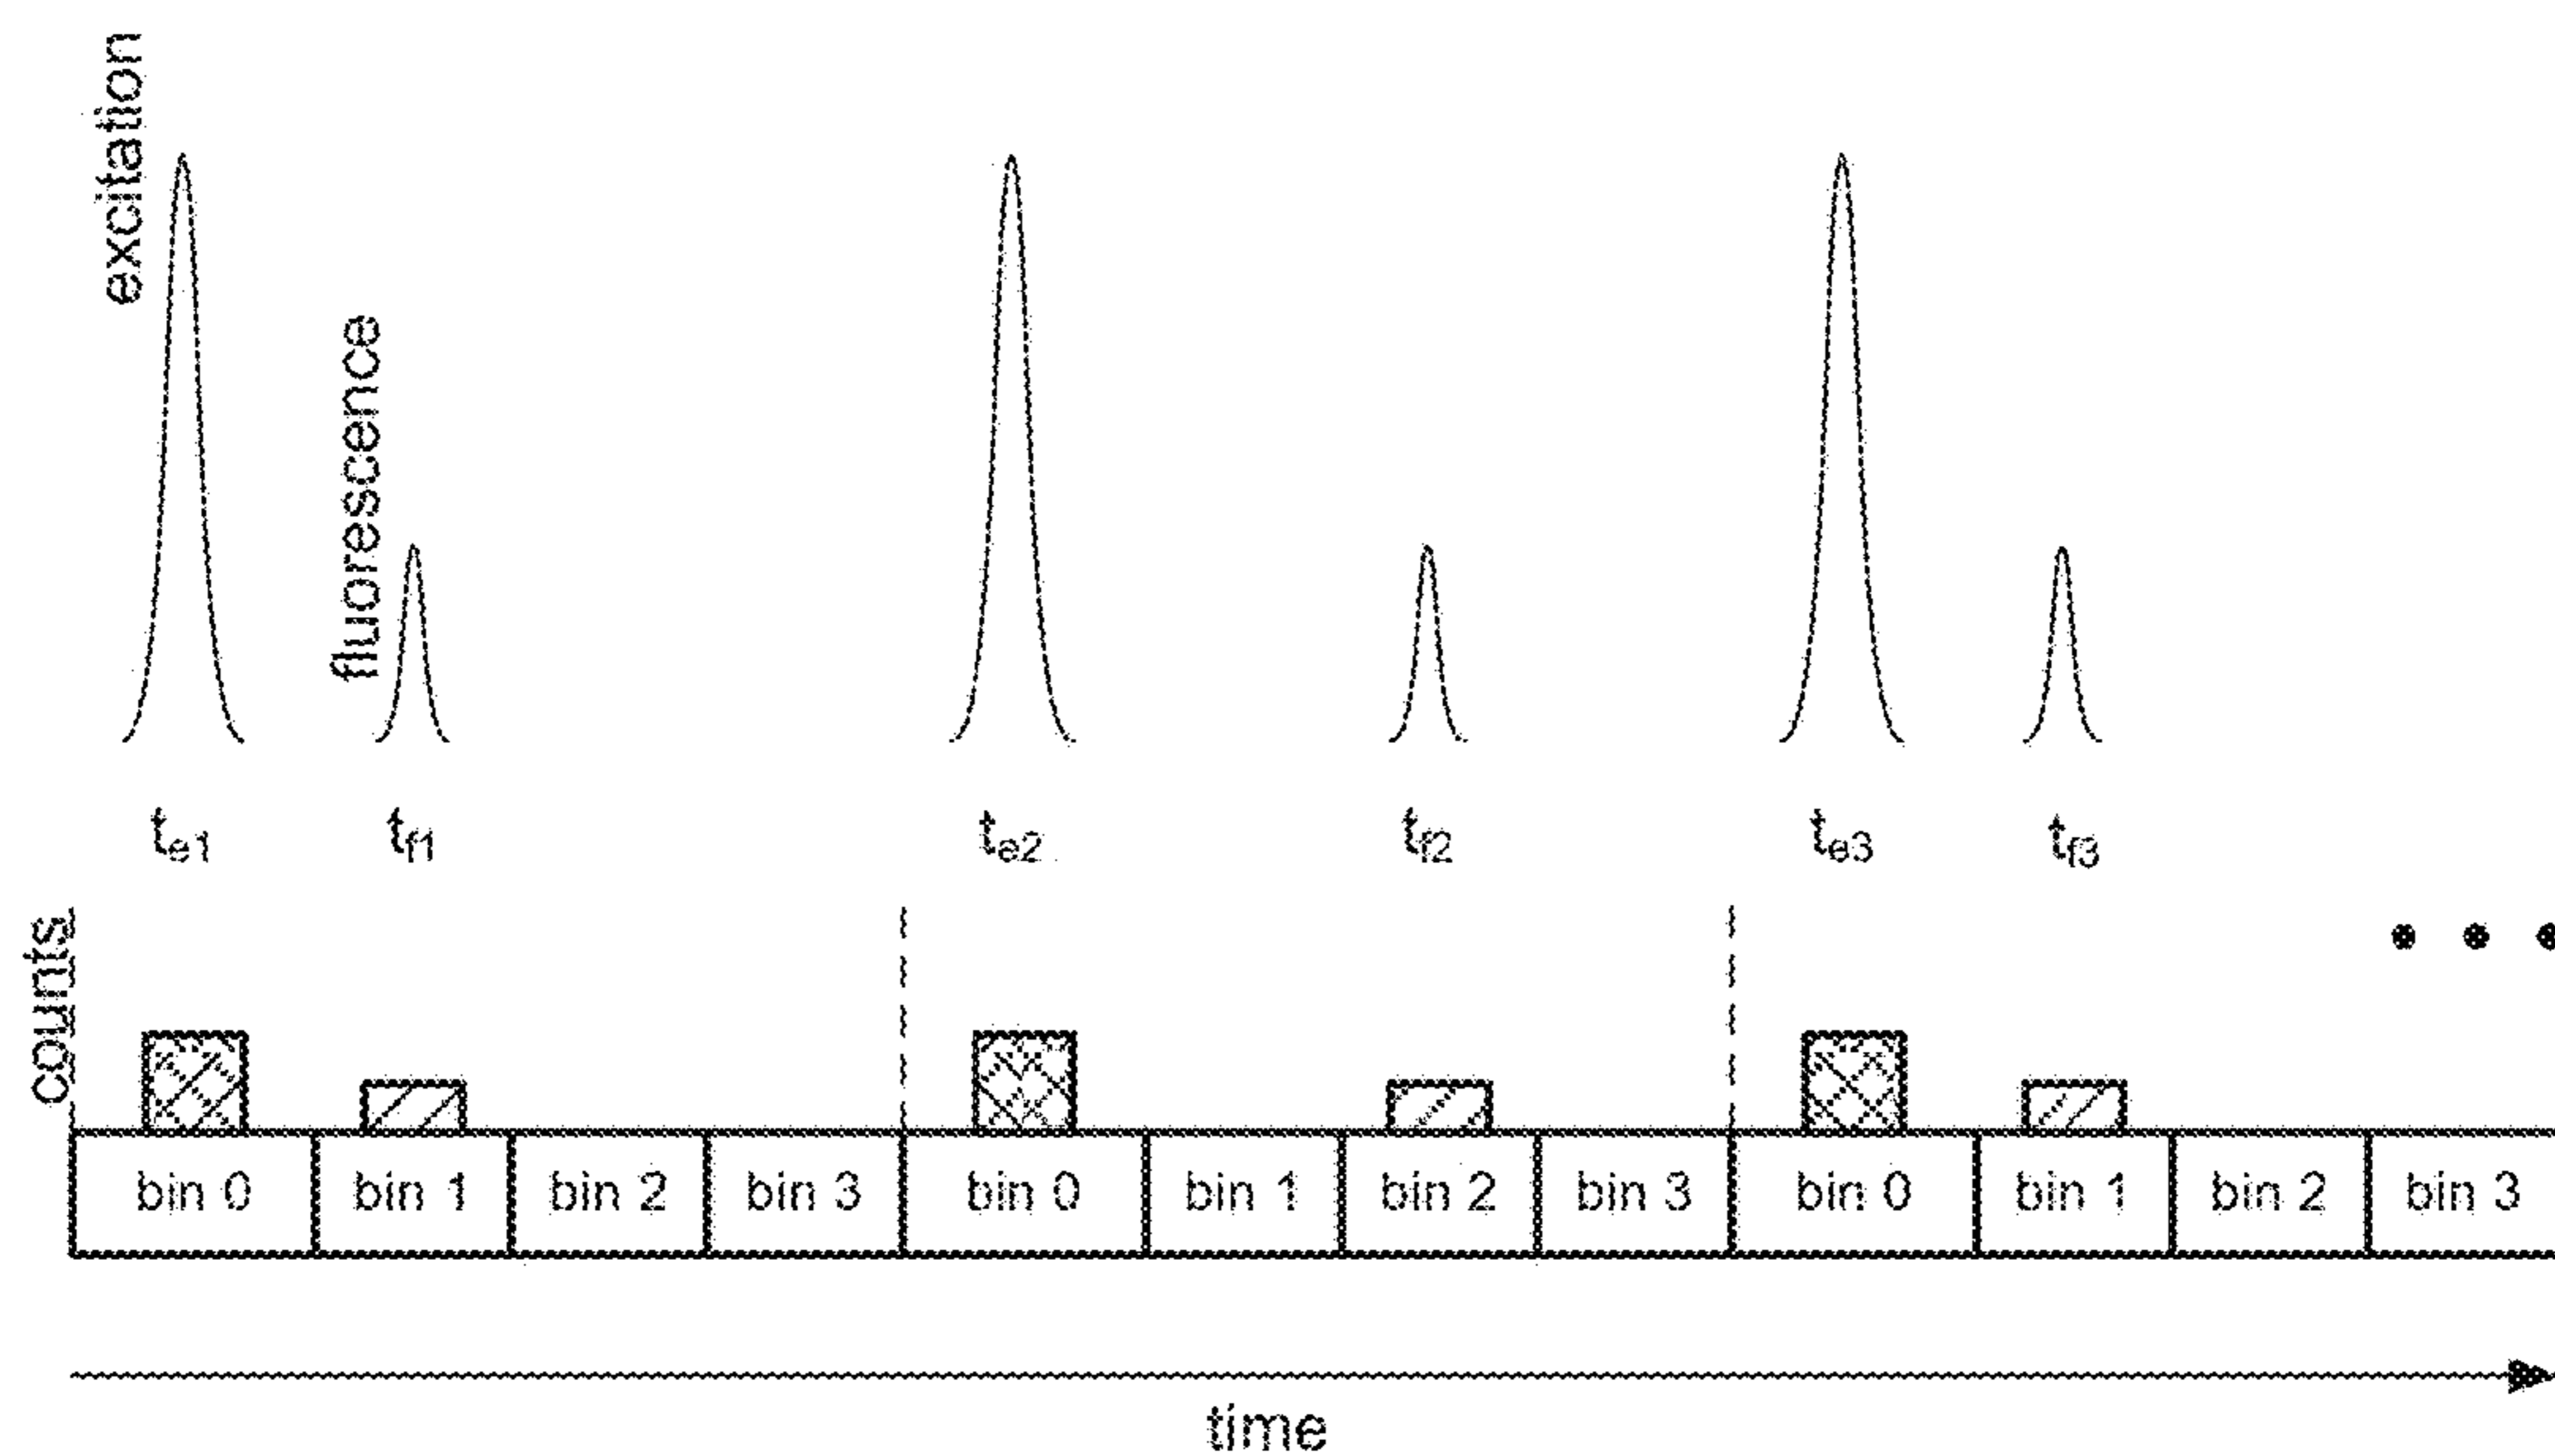 excitation
fluorescence
te1 tf1 te2 tf2 te3 tf3
counts
bin 0 bin 1 bin 2 bin 3 bin 0 bin 1 bin 2 bin 3 bin 0 bin 1 bin 2 bin 3
time